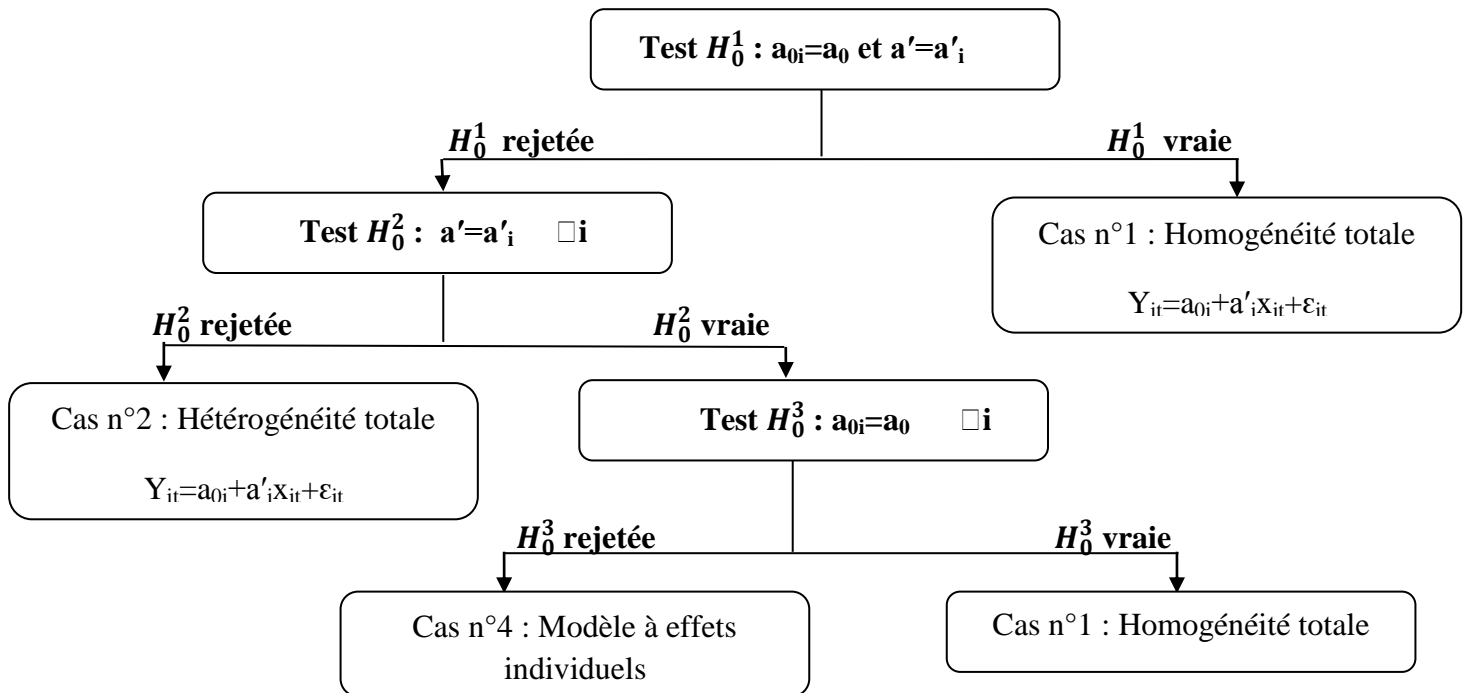 Test H₀¹ : a₀ᵢ=a₀ et a′=a′ᵢ
H₀¹ rejetée
H₀¹ vraie
Test H₀² : a′=a′ᵢ □i
Cas n°1 : Homogénéité totale
Yᵢₜ=a₀ᵢ+a′ᵢxᵢₜ+εᵢₜ
H₀² rejetée
H₀² vraie
Cas n°2 : Hétérogénéité totale
Yᵢₜ=a₀ᵢ+a′ᵢxᵢₜ+εᵢₜ
Test H₀³ : a₀ᵢ=a₀ □i
H₀³ rejetée
H₀³ vraie
Cas n°4 : Modèle à effets
individuels
Cas n°1 : Homogénéité totale